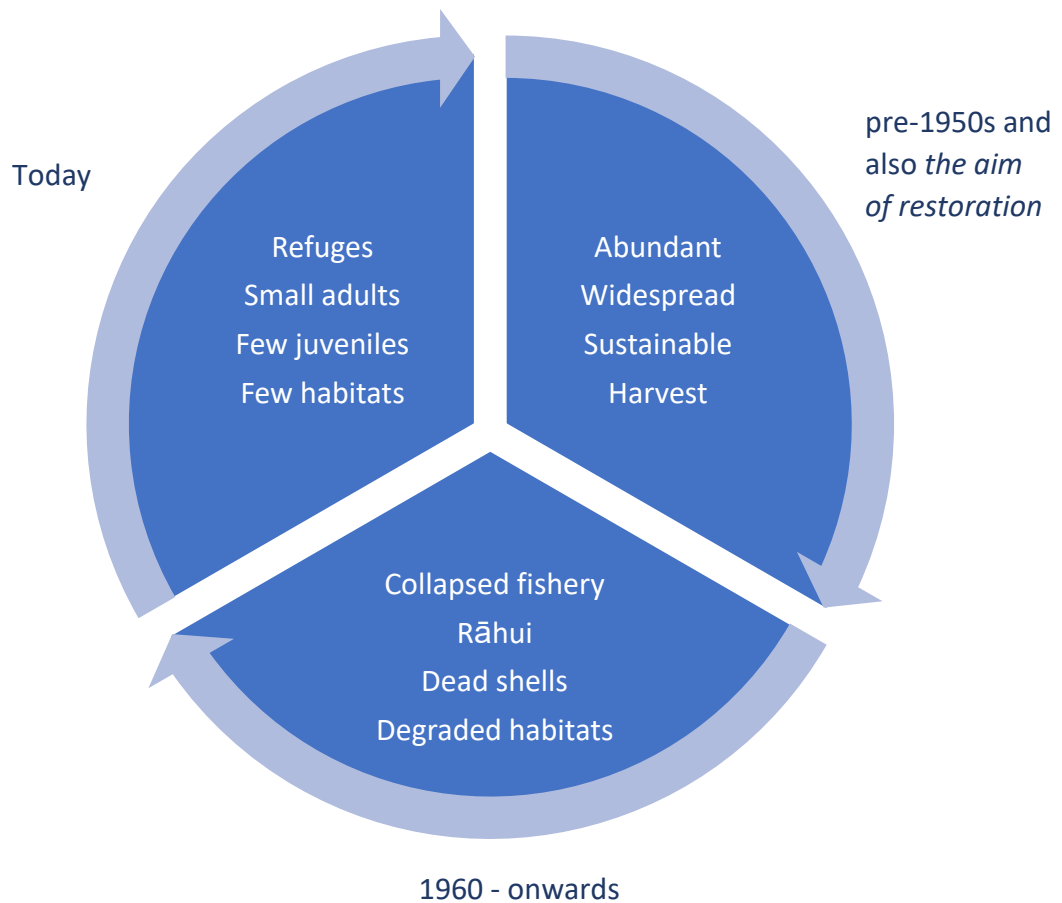 Today
Refuges
Small adults
Few juveniles
Few habitats
pre-1950s and
also the aim
of restoration
Abundant
Widespread
Sustainable
Harvest
Collapsed fishery
Rāhui
Dead shells
Degraded habitats
1960 - onwards